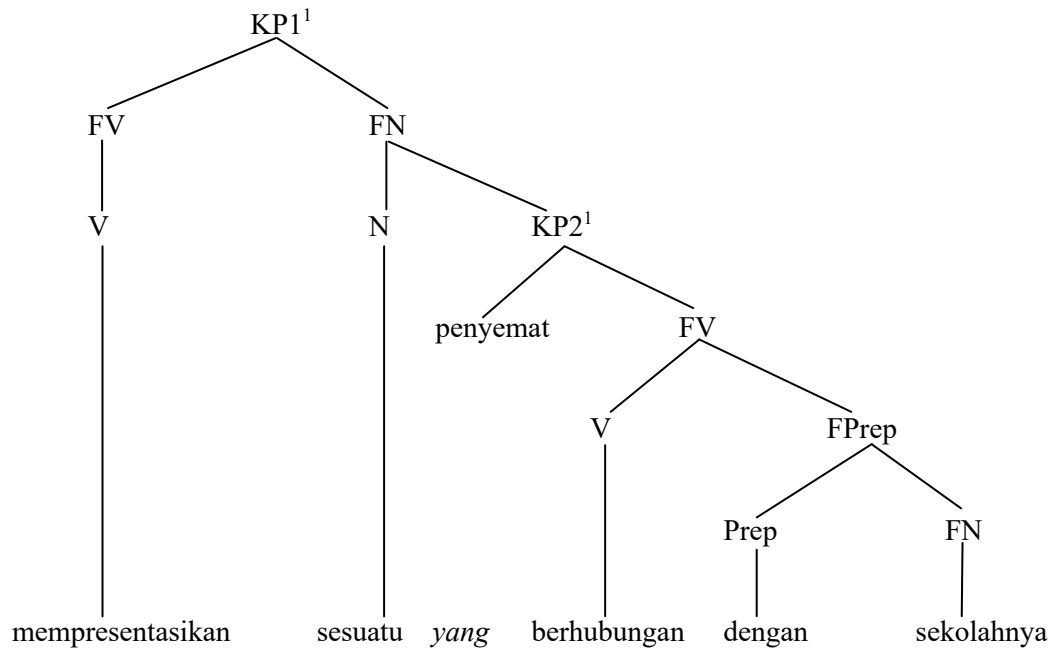 KP1¹
FV FN
V N KP2¹
penyemat FV
V FPrep
Prep FN
mempresentasikan sesuatu yang berhubungan dengan sekolahnya